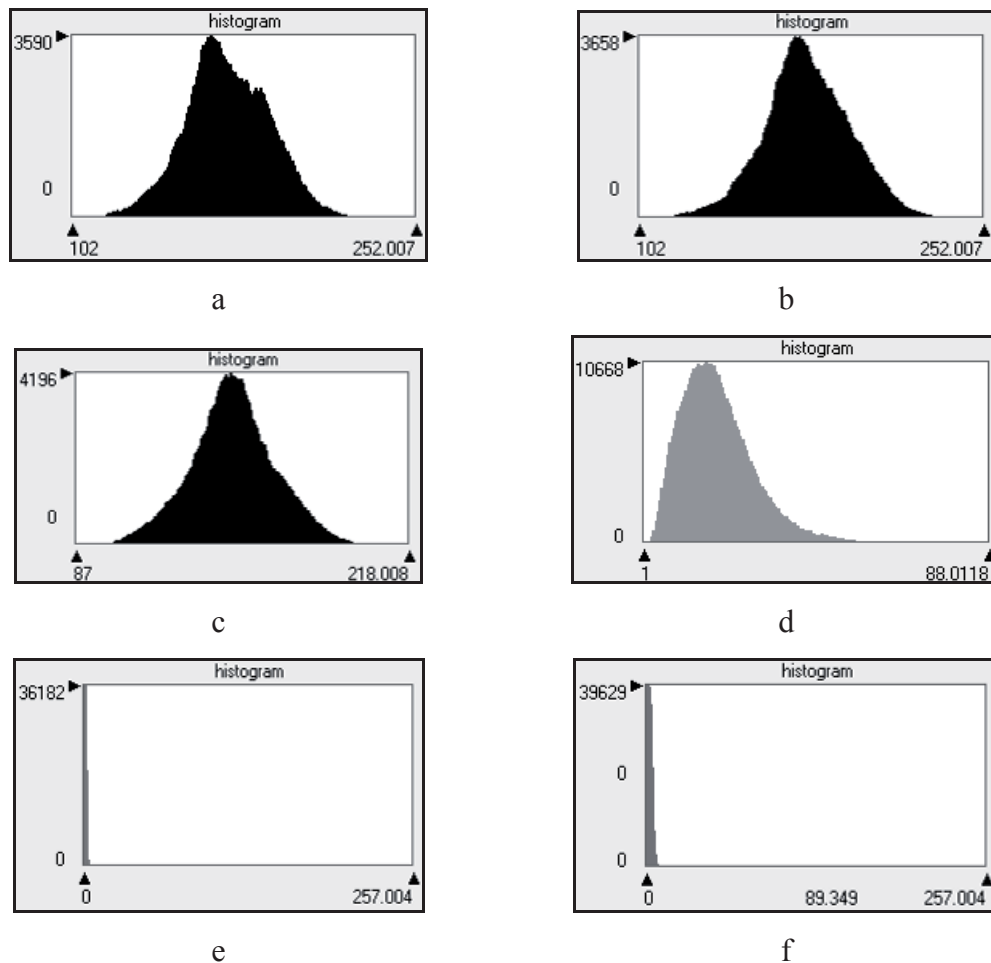 histogram
3590
0
102 252.007
a
histogram
3658
0
102 252.007
b
histogram
4196
0
87 218.008
c
histogram
10668
0
1 88.0118
d
histogram
36182
0
0 257.004
e
histogram
39629
0
0
0 89.349 257.004
f